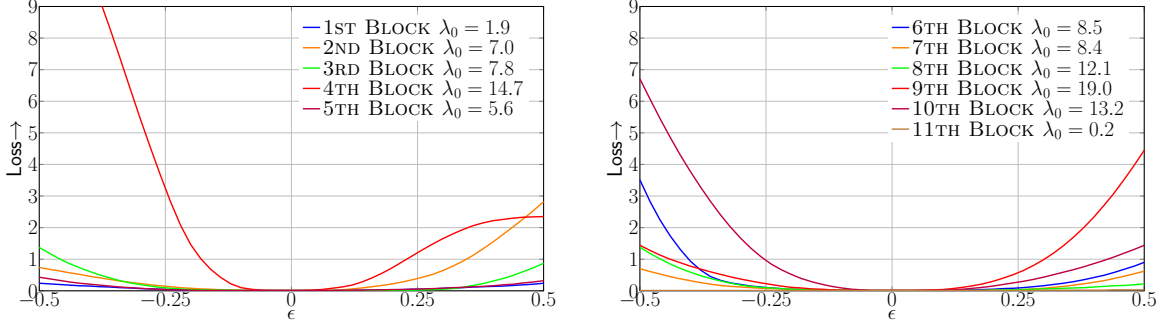 9
8
7
6
5
4
3
2
1
0
Loss→
−0.5
−0.25
0
0.25
0.5
ϵ
1ST BLOCK λ₀ = 1.9
2ND BLOCK λ₀ = 7.0
3RD BLOCK λ₀ = 7.8
4TH BLOCK λ₀ = 14.7
5TH BLOCK λ₀ = 5.6
9
8
7
6
5
4
3
2
1
0
Loss→
−0.5
−0.25
0
0.25
0.5
ϵ
6TH BLOCK λ₀ = 8.5
7TH BLOCK λ₀ = 8.4
8TH BLOCK λ₀ = 12.1
9TH BLOCK λ₀ = 19.0
10TH BLOCK λ₀ = 13.2
11TH BLOCK λ₀ = 0.2